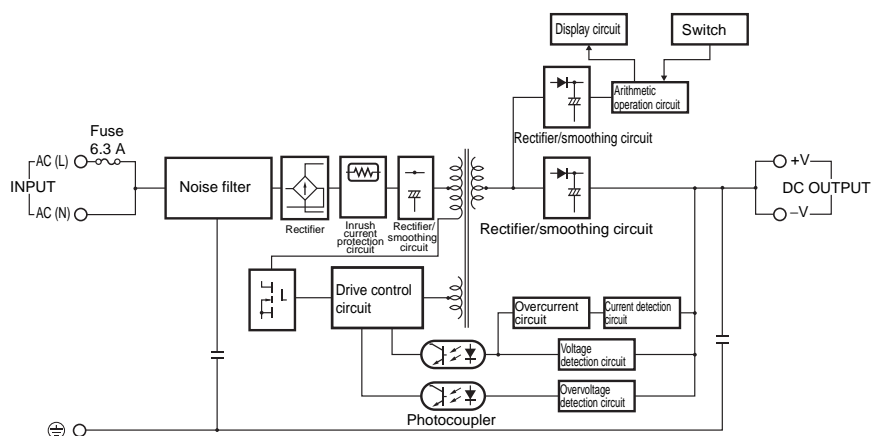 Display circuit
Switch
Arithmetic
operation circuit
Rectifier/smoothing circuit
Fuse
6.3 A
AC (L)
INPUT
AC (N)
Noise filter
Rectifier
Inrush
current
protection
circuit
Rectifier/
smoothing
circuit
Rectifier/smoothing circuit
+V
DC OUTPUT
−V
Drive control
circuit
Overcurrent
circuit
Current detection
circuit
Voltage
detection circuit
Overvoltage
detection circuit
Photocoupler